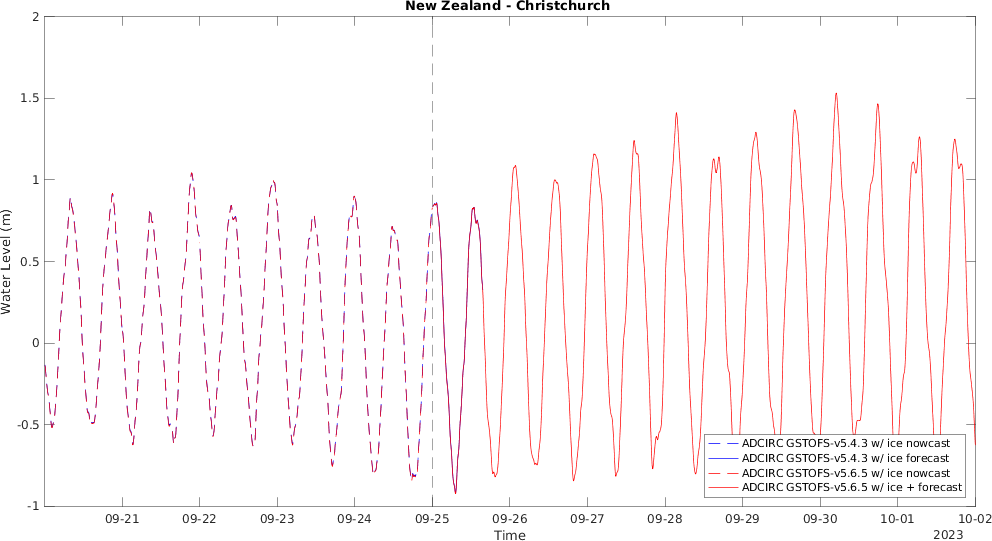 New Zealand - Christchurch
2
1.5
1
0.5
0
-0.5
-1
Water Level (m)
ADCIRC GSTOFS-v5.4.3 w/ ice nowcast
ADCIRC GSTOFS-v5.4.3 w/ ice forecast
ADCIRC GSTOFS-v5.6.5 w/ ice nowcast
ADCIRC GSTOFS-v5.6.5 w/ ice + forecast
09-21 09-22 09-23 09-24 09-25 09-26 09-27 09-28 09-29 09-30 10-01 10-02
Time
2023